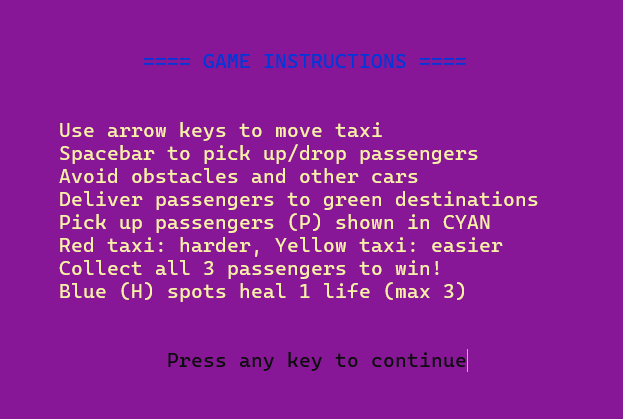 ==== GAME INSTRUCTIONS ====
Use arrow keys to move taxi
Spacebar to pick up/drop passengers
Avoid obstacles and other cars
Deliver passengers to green destinations
Pick up passengers (P) shown in CYAN
Red taxi: harder, Yellow taxi: easier
Collect all 3 passengers to win!
Blue (H) spots heal 1 life (max 3)
Press any key to continue